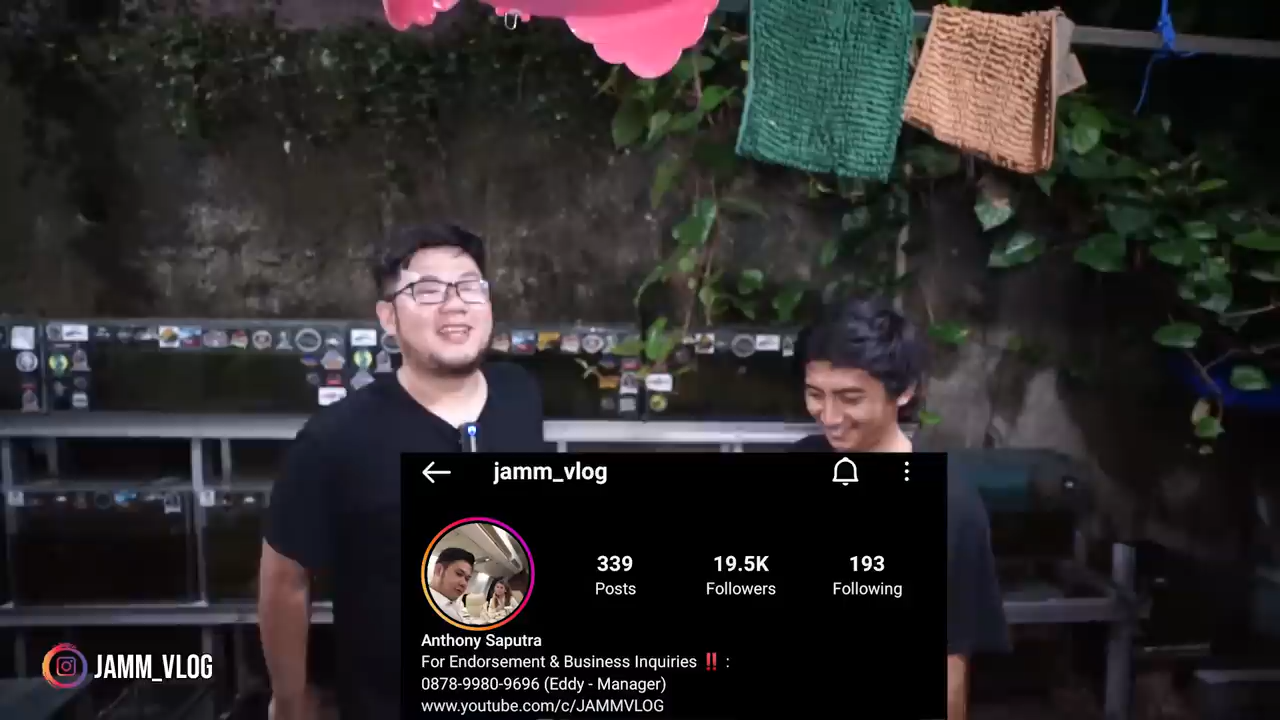 jamm_vlog
339
19.5K
193
Posts
Followers
Following
Anthony Saputra
For Endorsement & Business Inquiries ‼️ :
0878-9980-9696 (Eddy - Manager)
www.youtube.com/c/JAMMVLOG
JAMM_VLOG